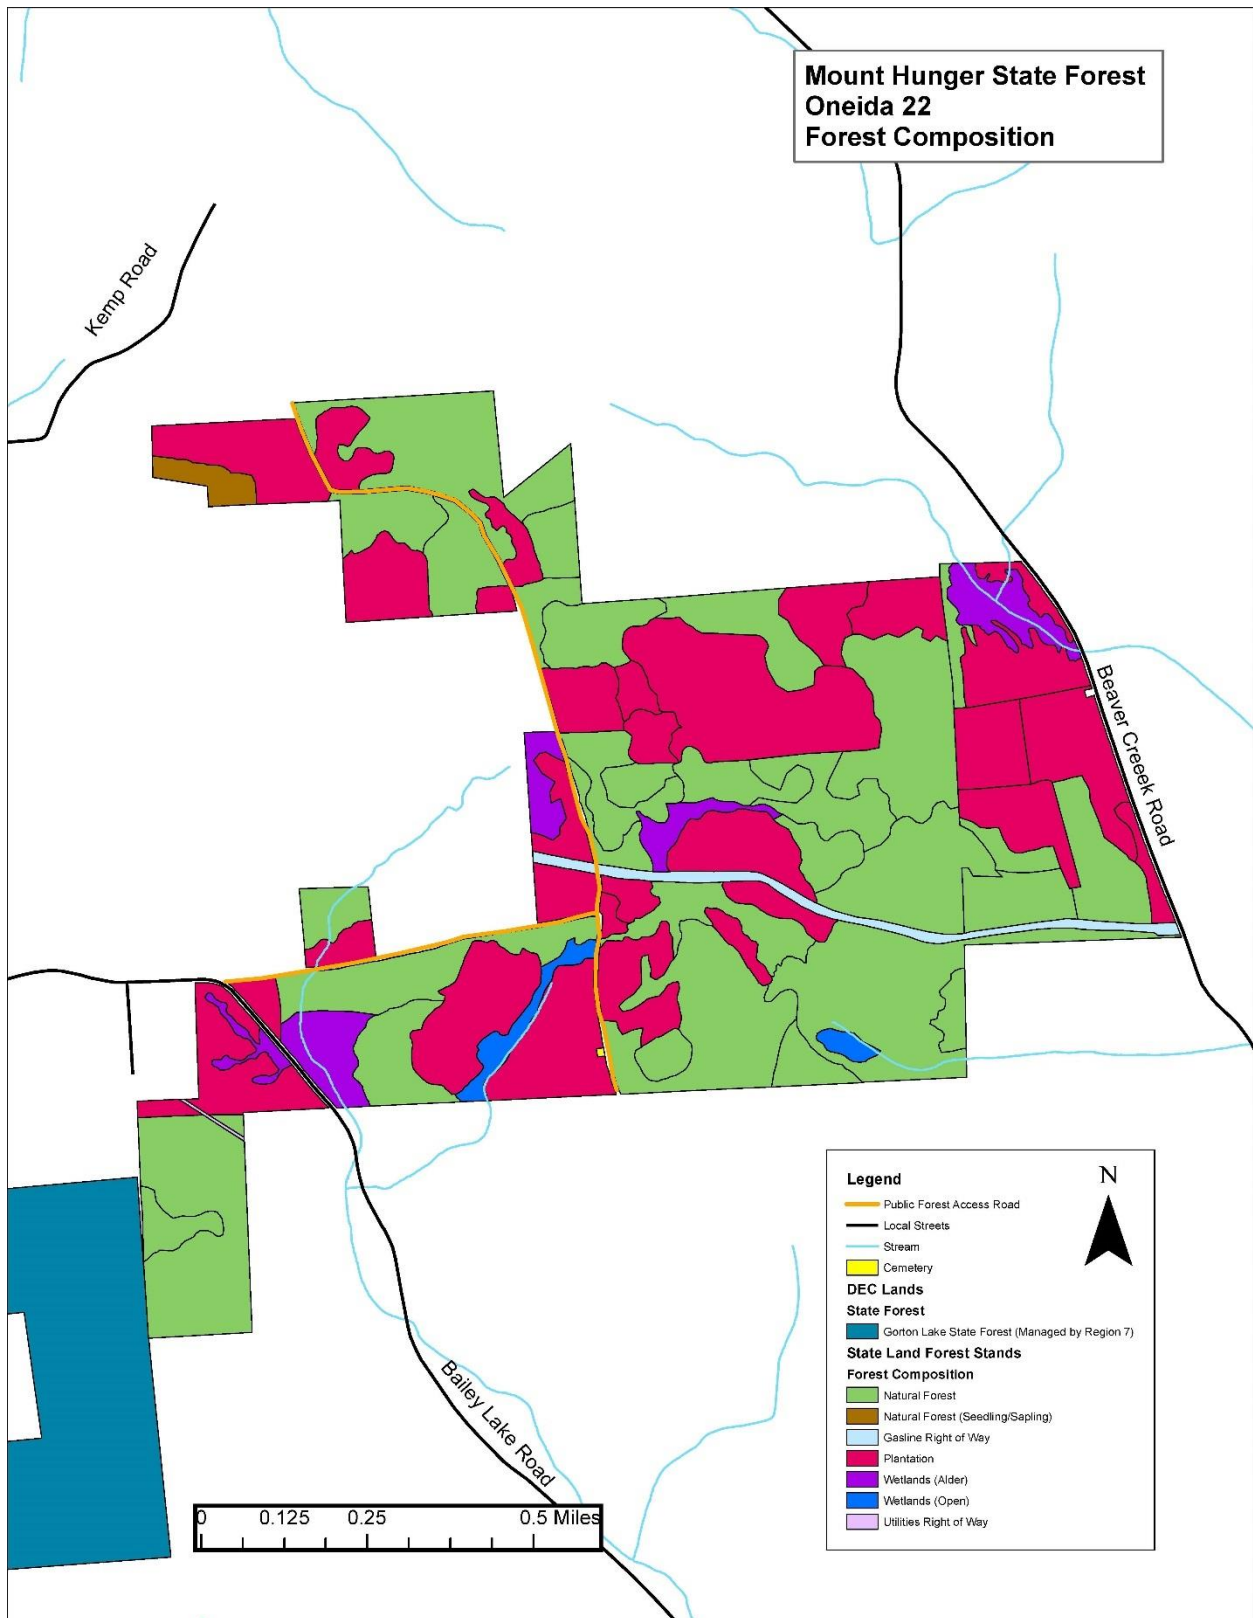 Mount Hunger State Forest
Oneida 22
Forest Composition
Kemp Road
Beaver Creeek Road
Bailey Lake Road
Legend
N
Public Forest Access Road
Local Streets
Stream
Cemetery
DEC Lands
State Forest
Gorton Lake State Forest (Managed by Region 7)
State Land Forest Stands
Forest Composition
Natural Forest
Natural Forest (Seedling/Sapling)
Gasline Right of Way
Plantation
Wetlands (Alder)
Wetlands (Open)
Utilities Right of Way
0 0.125 0.25 0.5 Miles